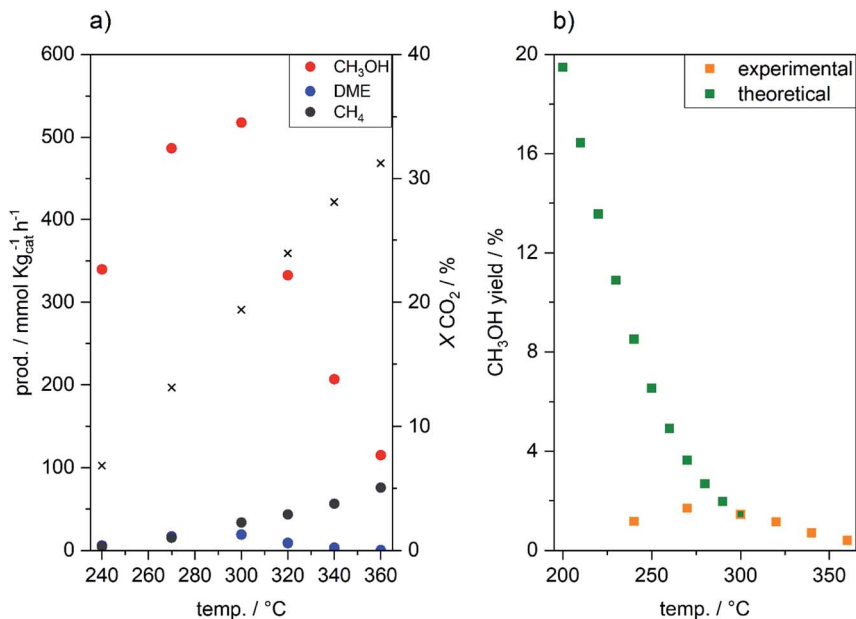 a)
600
500
400
300
200
100
0
prod. / mmol Kg⁻¹cat h⁻¹
CH₃OH
DME
CH₄
40
30
20
10
0
X CO₂ / %
240 260 280 300 320 340 360
temp. / °C
b)
20
16
12
8
4
0
CH₃OH yield / %
experimental
theoretical
200 250 300 350
temp. / °C